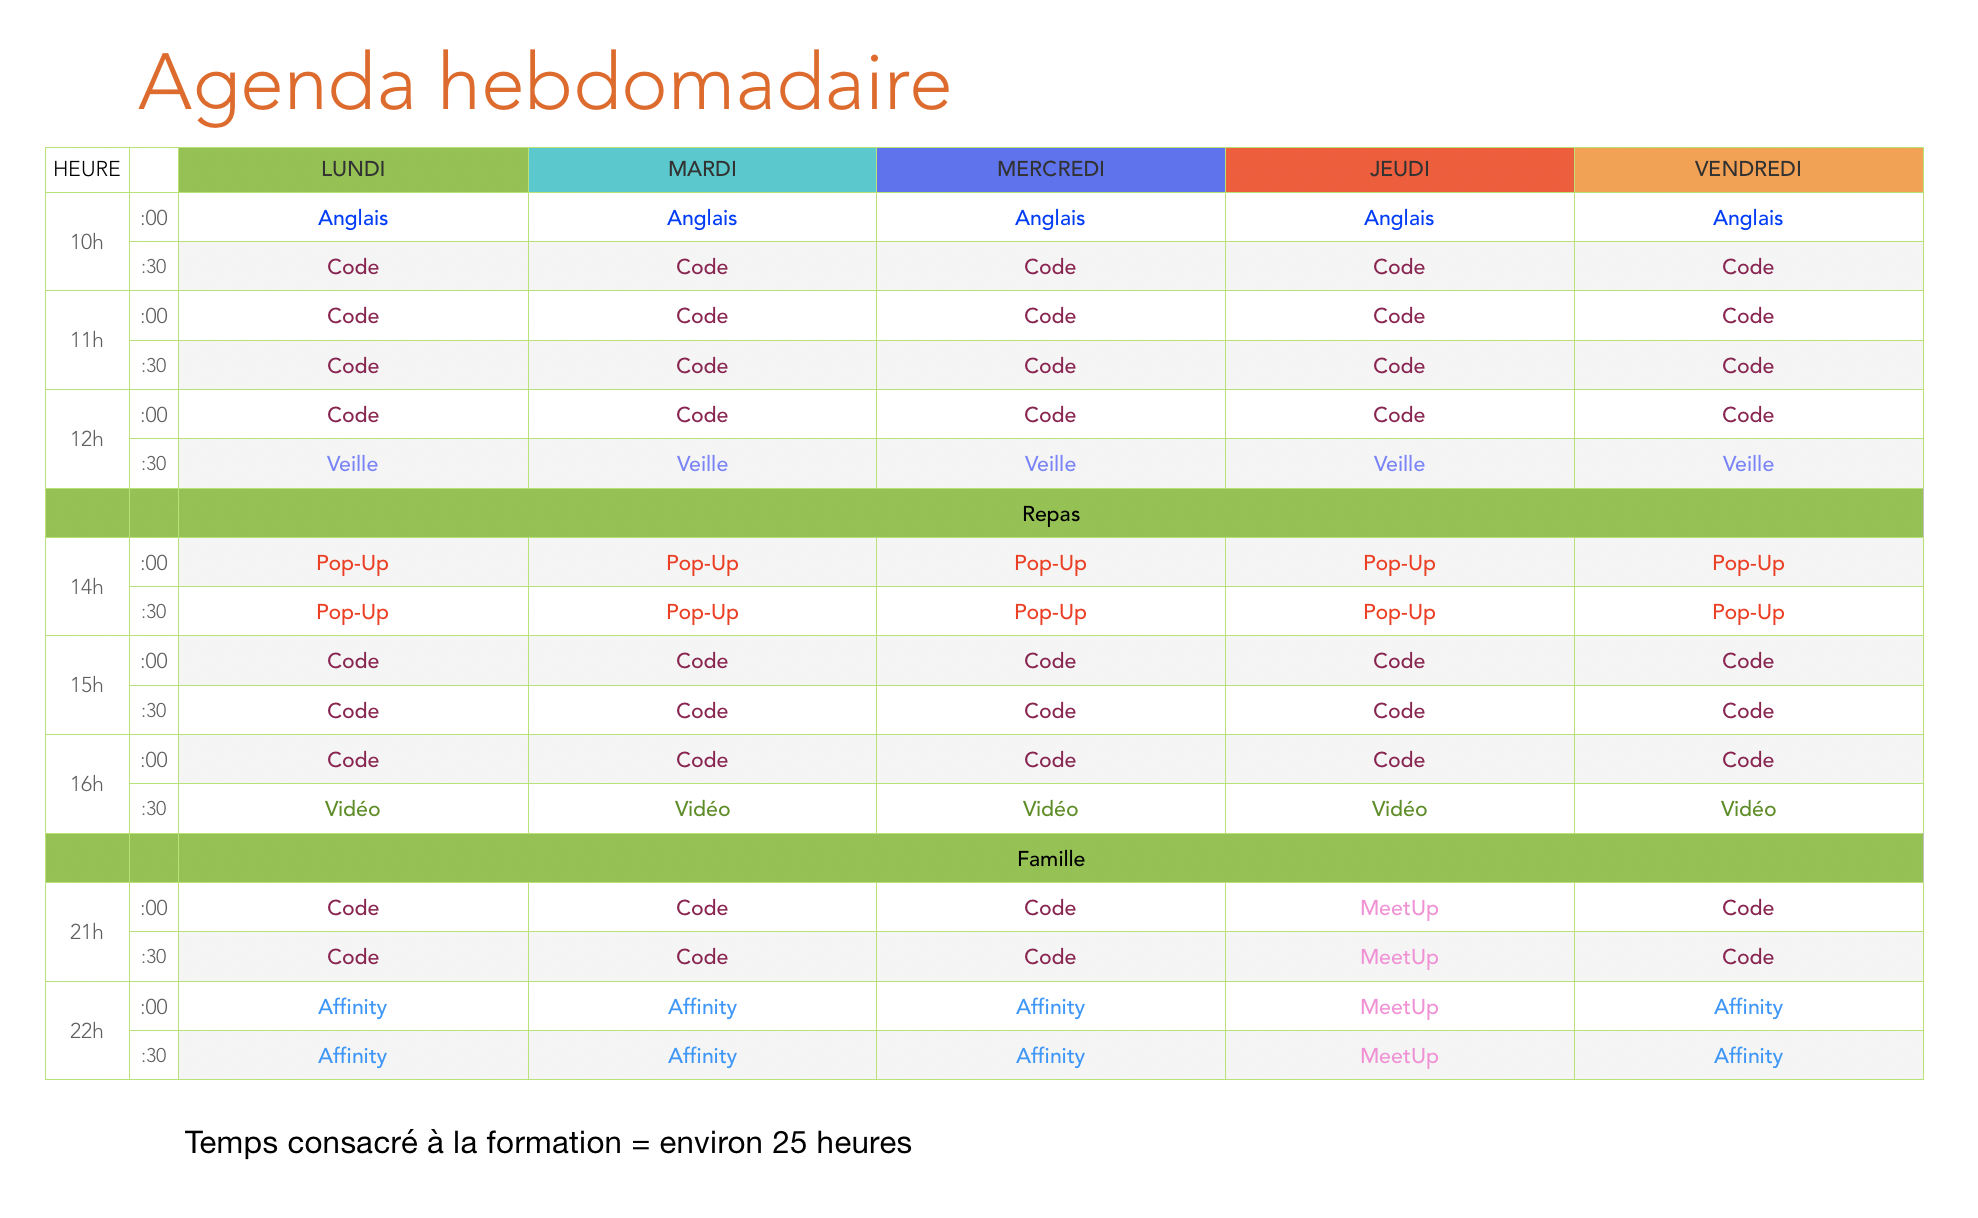 Agenda hebdomadaire
HEURE LUNDI MARDI MERCREDI JEUDI VENDREDI
10h :00 Anglais Anglais Anglais Anglais Anglais
:30 Code Code Code Code Code
11h :00 Code Code Code Code Code
:30 Code Code Code Code Code
12h :00 Code Code Code Code Code
:30 Veille Veille Veille Veille Veille
Repas
14h :00 Pop-Up Pop-Up Pop-Up Pop-Up Pop-Up
:30 Pop-Up Pop-Up Pop-Up Pop-Up Pop-Up
15h :00 Code Code Code Code Code
:30 Code Code Code Code Code
16h :00 Code Code Code Code Code
:30 Vidéo Vidéo Vidéo Vidéo Vidéo
Famille
21h :00 Code Code Code MeetUp Code
:30 Code Code Code MeetUp Code
22h :00 Affinity Affinity Affinity MeetUp Affinity
:30 Affinity Affinity Affinity MeetUp Affinity
Temps consacré à la formation = environ 25 heures